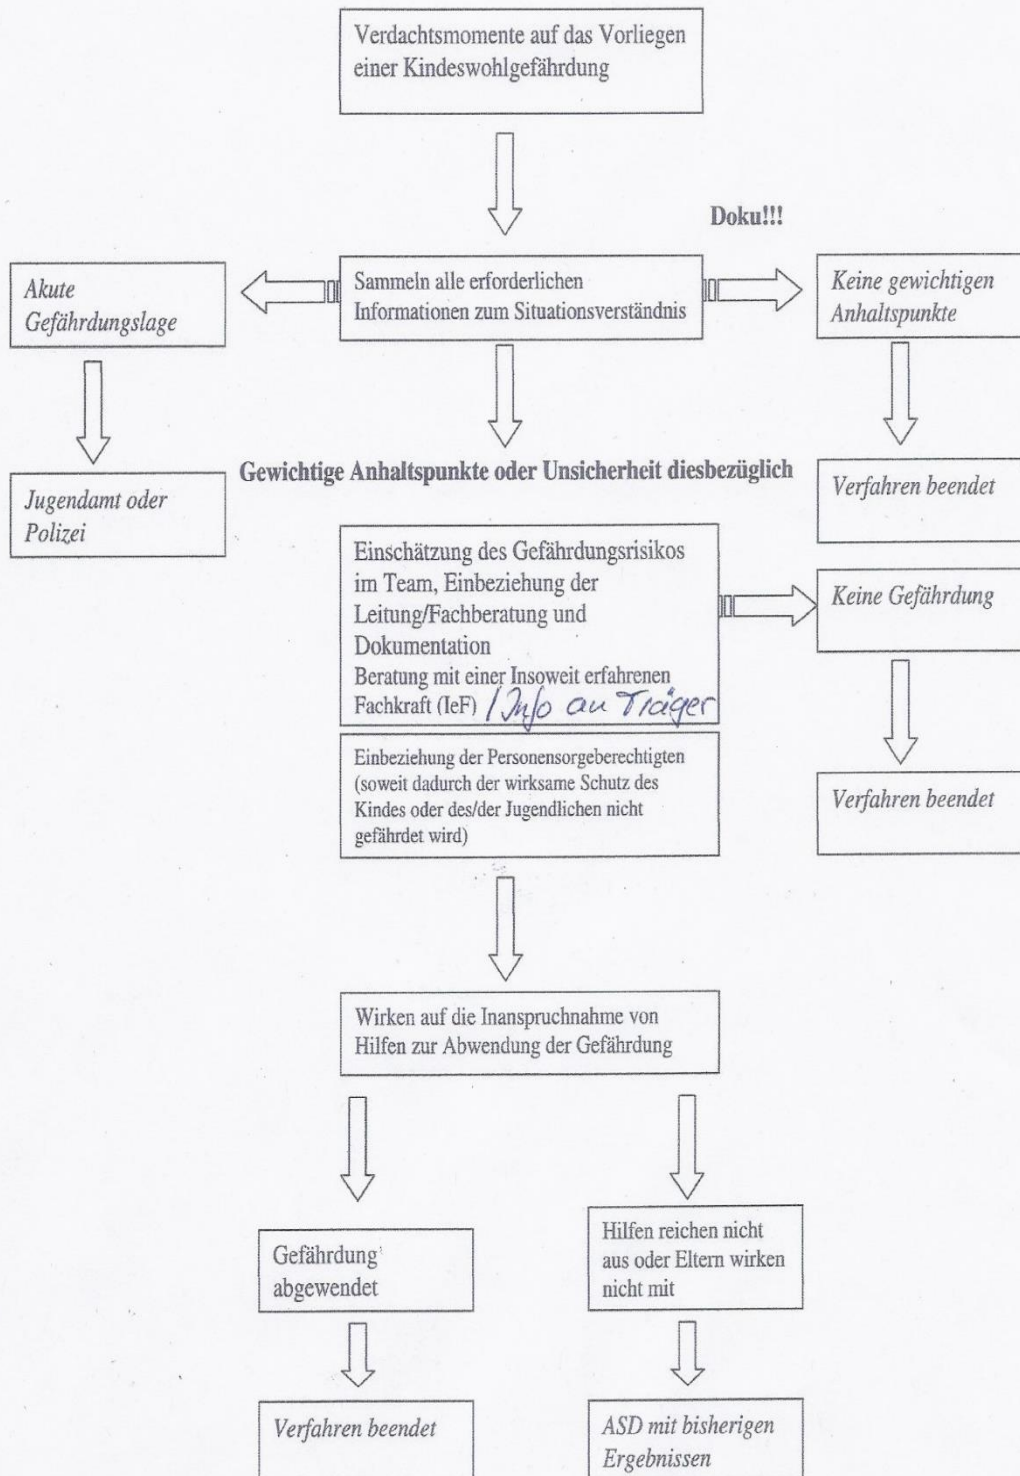 Verdachtsmomente auf das Vorliegen
einer Kindeswohlgefährdung
Doku!!!
Akute
Gefährdungslage
Sammeln alle erforderlichen
Informationen zum Situationsverständnis
Keine gewichtigen
Anhaltspunkte
Gewichtige Anhaltspunkte oder Unsicherheit diesbezüglich
Jugendamt oder
Polizei
Verfahren beendet
Einschätzung des Gefährdungsrisikos
im Team, Einbeziehung der
Leitung/Fachberatung und
Dokumentation
Beratung mit einer Insoweit erfahrenen
Fachkraft (IeF) / Info an Träger
Keine Gefährdung
Einbeziehung der Personensorgeberechtigten
(soweit dadurch der wirksame Schutz des
Kindes oder des/der Jugendlichen nicht
gefährdet wird)
Verfahren beendet
Wirken auf die Inanspruchnahme von
Hilfen zur Abwendung der Gefährdung
Gefährdung
abgewendet
Hilfen reichen nicht
aus oder Eltern wirken
nicht mit
Verfahren beendet
ASD mit bisherigen
Ergebnissen